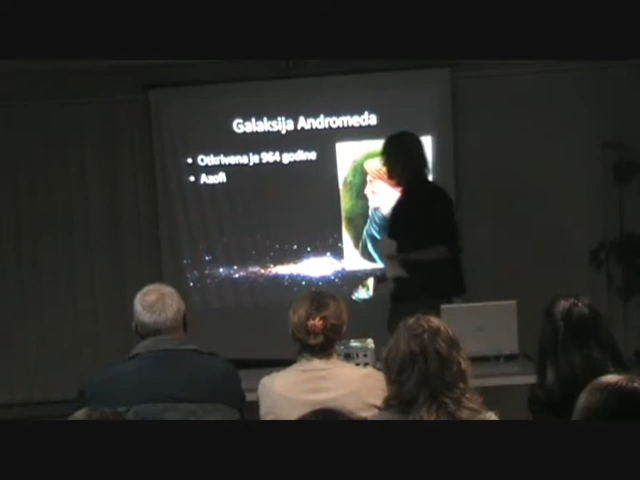 Galaksija Andromeda
• Otkrivena je 964 godine
• Azofi